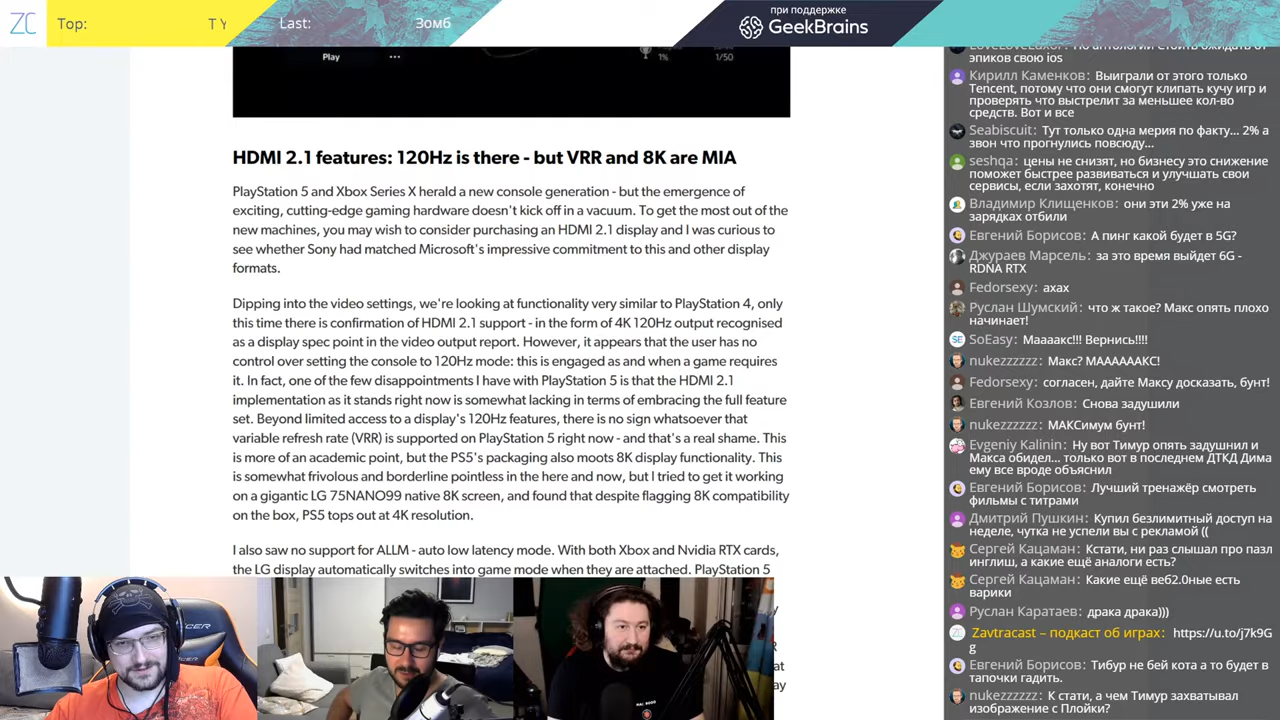 ZC
Top:
T Y
Last:
Зомб
при поддержке
GeekBrains
Play
1%
1/50
HDMI 2.1 features: 120Hz is there - but VRR and 8K are MIA
PlayStation 5 and Xbox Series X herald a new console generation - but the emergence of
exciting, cutting-edge gaming hardware doesn't kick off in a vacuum. To get the most out of the
new machines, you may wish to consider purchasing an HDMI 2.1 display and I was curious to
see whether Sony had matched Microsoft's impressive commitment to this and other display
formats.
Dipping into the video settings, we're looking at functionality very similar to PlayStation 4, only
this time there is confirmation of HDMI 2.1 support - in the form of 4K 120Hz output recognised
as a display spec point in the video output report. However, it appears that the user has no
control over setting the console to 120Hz mode: this is engaged as and when a game requires
it. In fact, one of the few disappointments I have with PlayStation 5 is that the HDMI 2.1
implementation as it stands right now is somewhat lacking in terms of embracing the full feature
set. Beyond limited access to a display's 120Hz features, there is no sign whatsoever that
variable refresh rate (VRR) is supported on PlayStation 5 right now - and that's a real shame. This
is more of an academic point, but the PS5's packaging also moots 8K display functionality. This
is somewhat frivolous and borderline pointless in the here and now, but I tried to get it working
on a gigantic LG 75NANO99 native 8K screen, and found that despite flagging 8K compatibility
on the box, PS5 tops out at 4K resolution.
I also saw no support for ALLM - auto low latency mode. With both Xbox and Nvidia RTX cards,
the LG display automatically switches into game mode when they are attached. PlayStation 5
эпиков свою ios
Кирилл Каменков: Выиграли от этого только
Tencent, потому что они смогут клипать кучу игр и
проверять что выстрелит за меньшее кол-во
средств. Вот и все
Seabiscuit: Тут только одна мерия по факту... 2% а
звон что прогнулись повсюду...
seshqa: цены не снизят, но бизнесу это снижение
поможет быстрее развиваться и улучшать свои
сервисы, если захотят, конечно
Владимир Клищенков: они эти 2% уже на
зарядках отбили
Евгений Борисов: А пинг какой будет в 5G?
Джураев Марсель: за это время выйдет 6G -
RDNA RTX
Fedorsexy: ахах
Руслан Шумский: что ж такое? Макс опять плохо
начинает!
SoEasy: Маааакс!!! Вернись!!!!
nukezzzzzz: Макс? МАААААAКС!
Fedorsexy: согласен, дайте Максу досказать, бунт!
Евгений Козлов: Снова задушили
nukezzzzzz: МАКСимум бунт!
Evgeniy Kalinin: Ну вот Тимур опять задушнил и
Макса обидел... только вот в последнем ДТКД Дима
ему все вроде объяснил
Евгений Борисов: Лучший тренажёр смотреть
фильмы с титрами
Дмитрий Пушкин: Купил безлимитный доступ на
неделе, чутка не успели вы с рекламой ((
Сергей Кацаман: Кстати, ни раз слышал про пазл
инглиш, а какие ещё аналоги есть?
Сергей Кацаман: Какие ещё веб2.0ные есть
варики
Руслан Каратаев: драка драка)))
Zavtracast – подкаст об играх: https://u.to/j7k9G
g
Евгений Борисов: Тибур не бей кота а то будет в
тапочки гадить.
nukezzzzzz: К стати, а чем Тимур захватывал
изображение с Плойки?